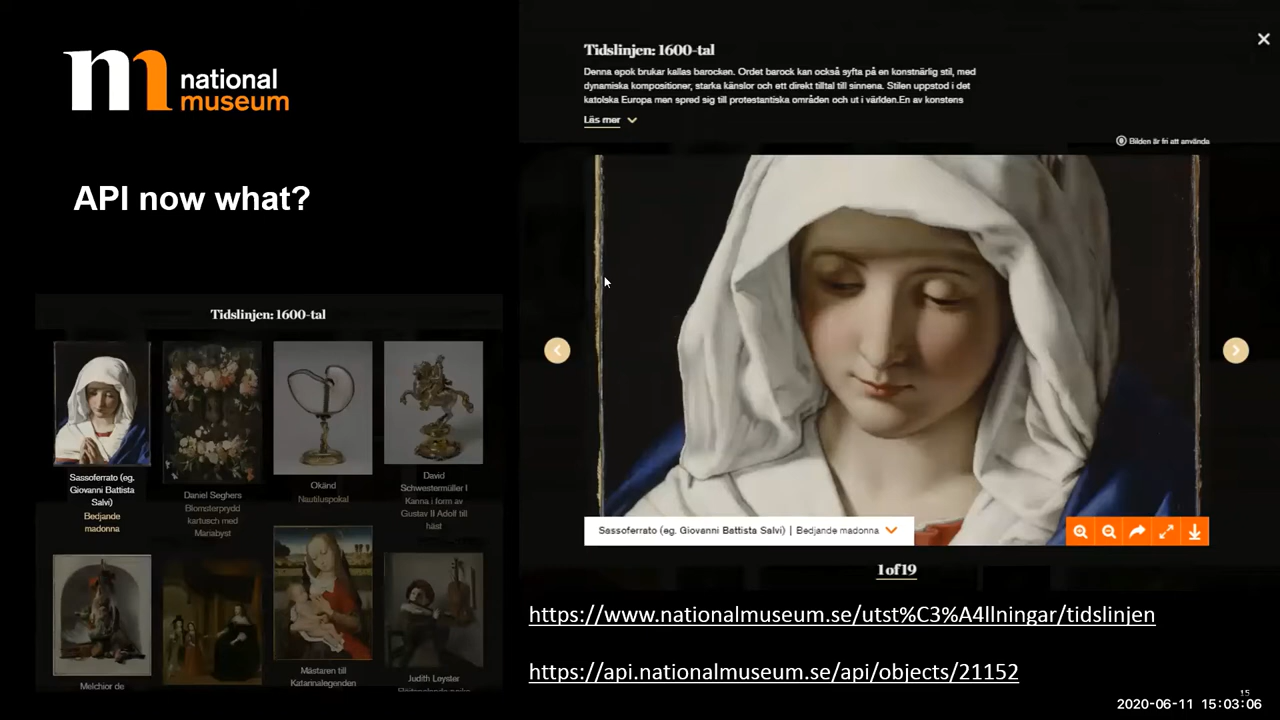 national
museum
API now what?
Tidslinjen: 1600-tal
Sassoferrato (eg.
Giovanni Battista
Salvi)
Bedjande
madonna
Daniel Seghers
Blomsterprydd
kartusch med
Mariabyst
Okänd
Nautiluspokal
David
Schwestermüller I
Kanna i form av
Gustav II Adolf till
häst
Melchior de
Mästaren till
Katarinalegenden
Judith Leyster
Tidslinjen: 1600-tal
Denna epok brukar kallas barocken. Ordet barock kan också syfta på en konstnärlig stil, med
dynamiska kompositioner, starka känslor och ett direkt tilltal till sinnena. Stilen uppstod i det
katolska Europa men spred sig till protestantiska områden och ut i världen.En av konstens
Läs mer
Bilden är fri att använda
Sassoferrato (eg. Giovanni Battista Salvi) | Bedjande madonna
1 of 19
https://www.nationalmuseum.se/utst%C3%A4llningar/tidslinjen
https://api.nationalmuseum.se/api/objects/21152
15
2020-06-11 15:03:06